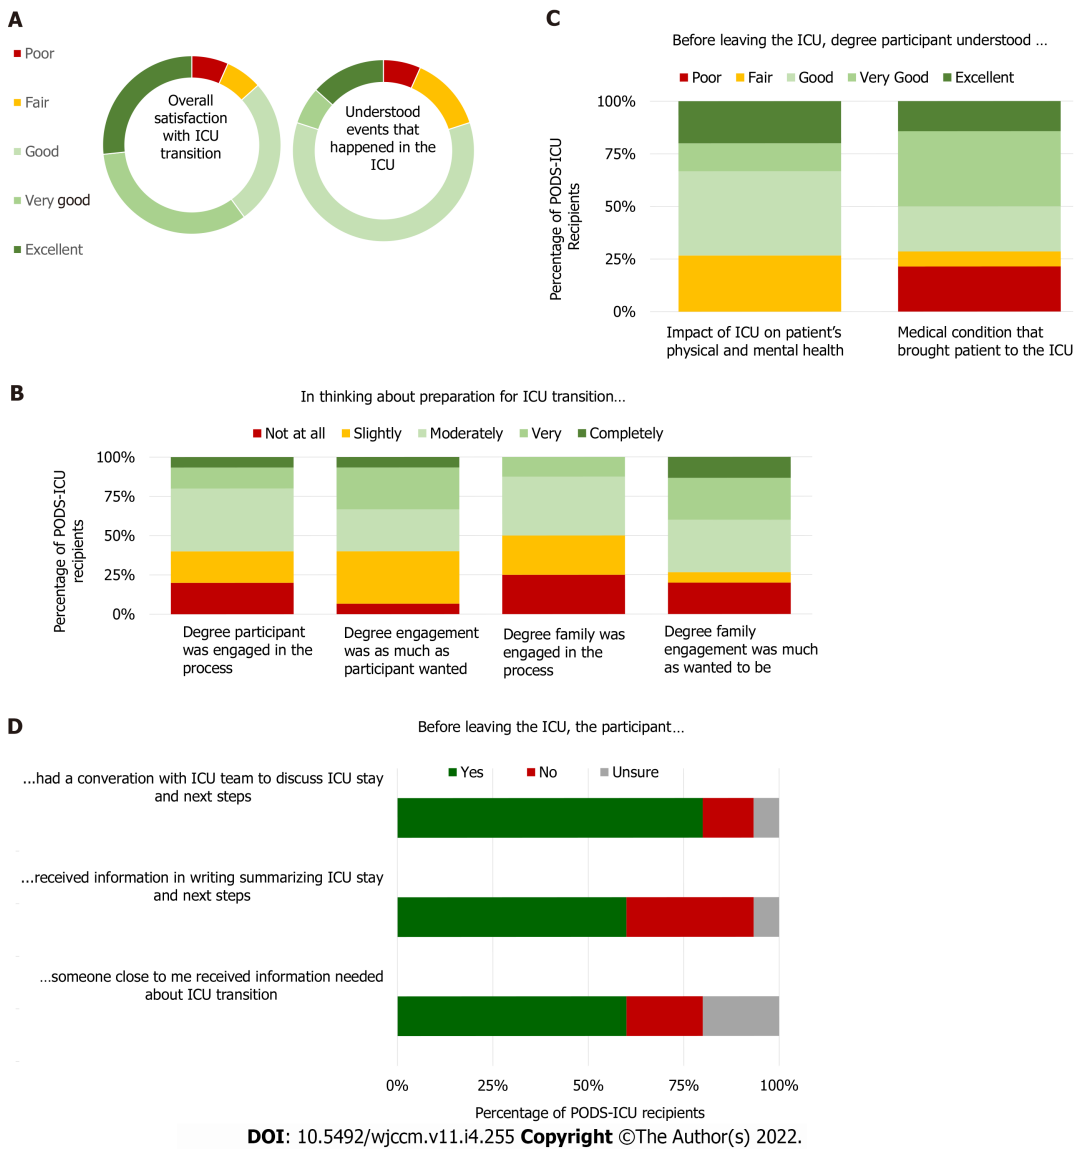 A
Poor
Fair
Good
Very good
Excellent
Overall
satisfaction
with ICU
transition
Understood
events that
happened in the
ICU
C
Before leaving the ICU, degree participant understood …
Poor Fair Good Very Good Excellent
Percentage of PODS-ICU
Recipients
100%
75%
50%
25%
0%
Impact of ICU on patient’s
physical and mental health
Medical condition that
brought patient to the ICU
B
In thinking about preparation for ICU transition…
Not at all Slightly Moderately Very Completely
Percentage of PODS-ICU
recipients
100%
75%
50%
25%
0%
Degree participant
was engaged in the
process
Degree engagement
was as much as
participant wanted
Degree family was
engaged in the
process
Degree family
engagement was much
as wanted to be
D
Before leaving the ICU, the participant…
Yes No Unsure
...had a converation with ICU team to discuss ICU stay
and next steps
...received information in writing summarizing ICU stay
and next steps
...someone close to me received information needed
about ICU transition
0% 25% 50% 75% 100%
Percentage of PODS-ICU recipients
DOI: 10.5492/wjccm.v11.i4.255 Copyright ©The Author(s) 2022.